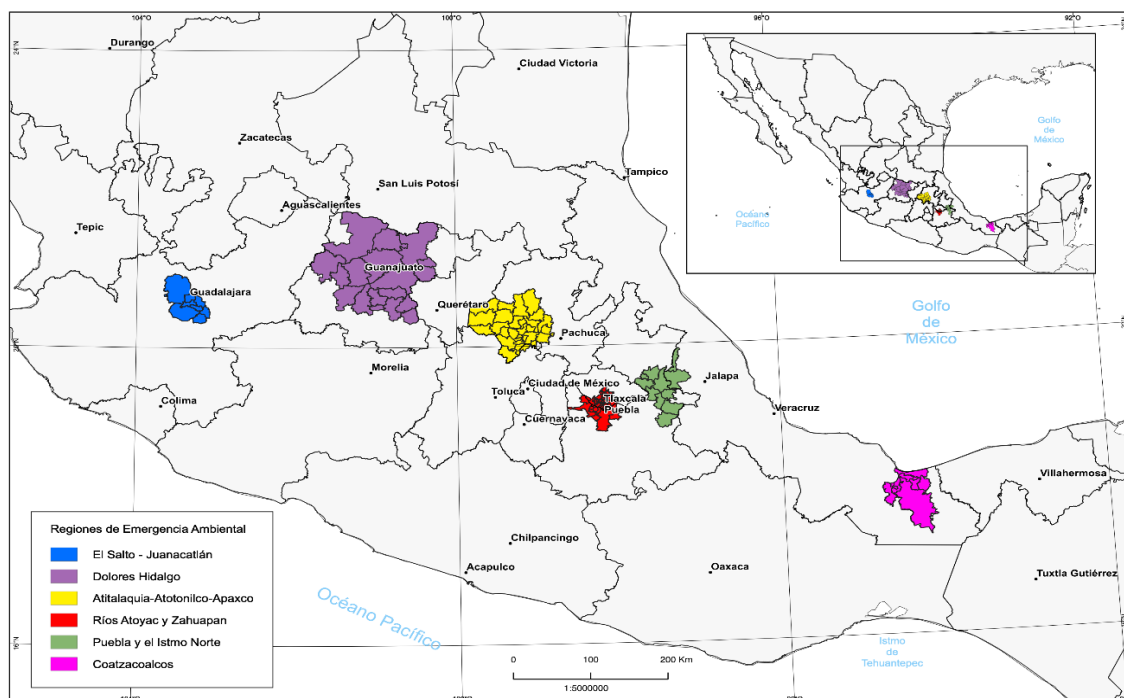 104°0'
100°0'
96°0'
92°0'
24°N
Durango
Ciudad Victoria
Zacatecas
San Luis Potosí
Tampico
Aguascalientes
Tepic
Guanajuato
Guadalajara
Querétaro
Pachuca
Morelia
Ciudad de México
Toluca
Tlaxcala
Puebla
Jalapa
Colima
Cuernavaca
Veracruz
Villahermosa
Chilpancingo
Acapulco
Oaxaca
Tuxtla Gutiérrez
Golfo
de
México
Océano Pacífico
Istmo
de
Tehuantepec
Golfo
de
México
Océano
Pacífico
Regiones de Emergencia Ambiental
El Salto - Juanacatlán
Dolores Hidalgo
Atitalaquia-Atotonilco-Apaxco
Ríos Atoyac y Zahuapan
Puebla y el Istmo Norte
Coatzacoalcos
0 100 200 Km
1:5000000
16°N